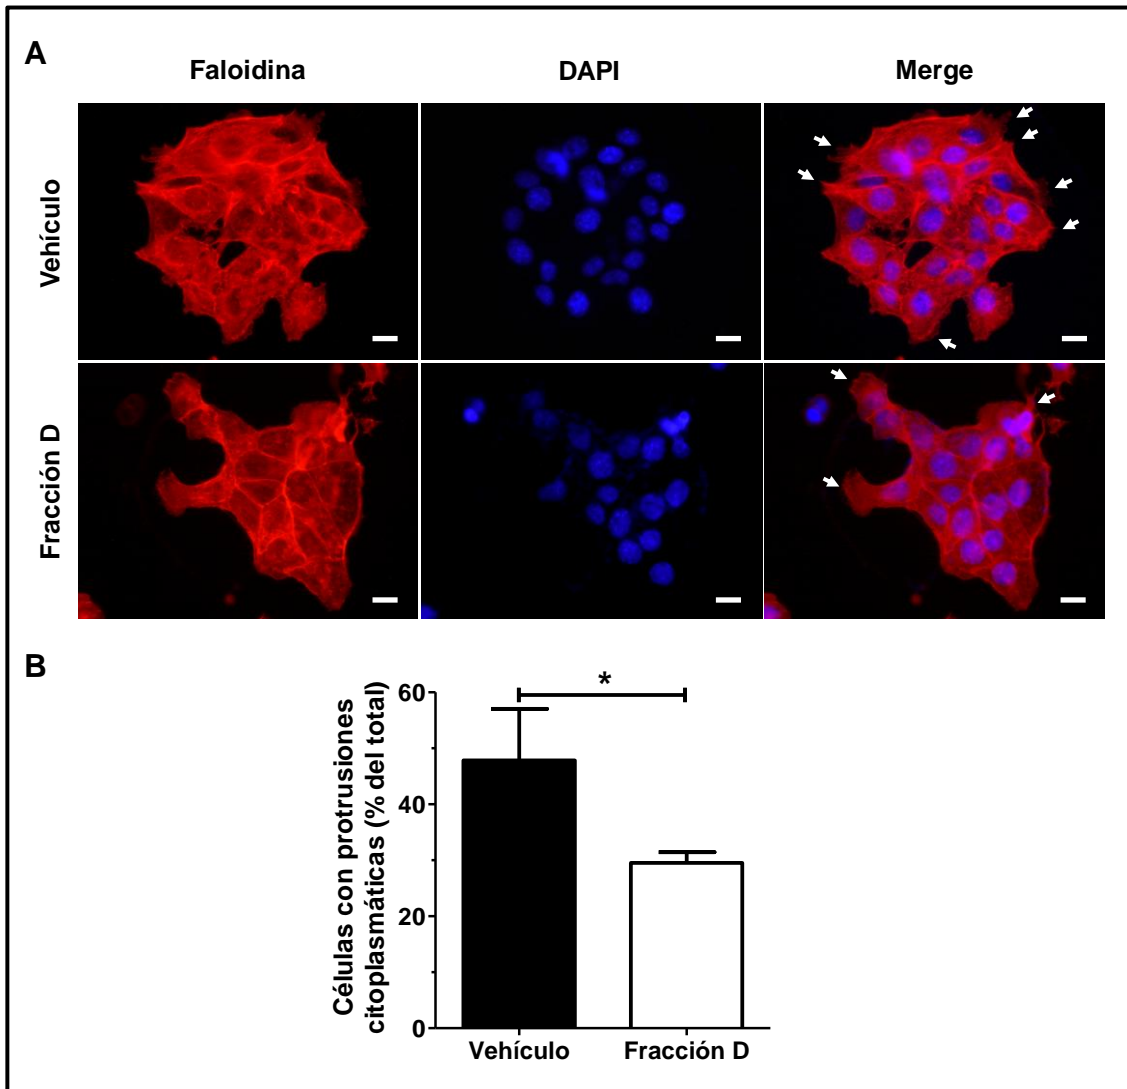 A
Faloidina
DAPI
Merge
Vehículo
Fracción D
B
Células con protrusiones
citoplasmáticas (% del total)
*
60
40
20
0
Vehículo
Fracción D